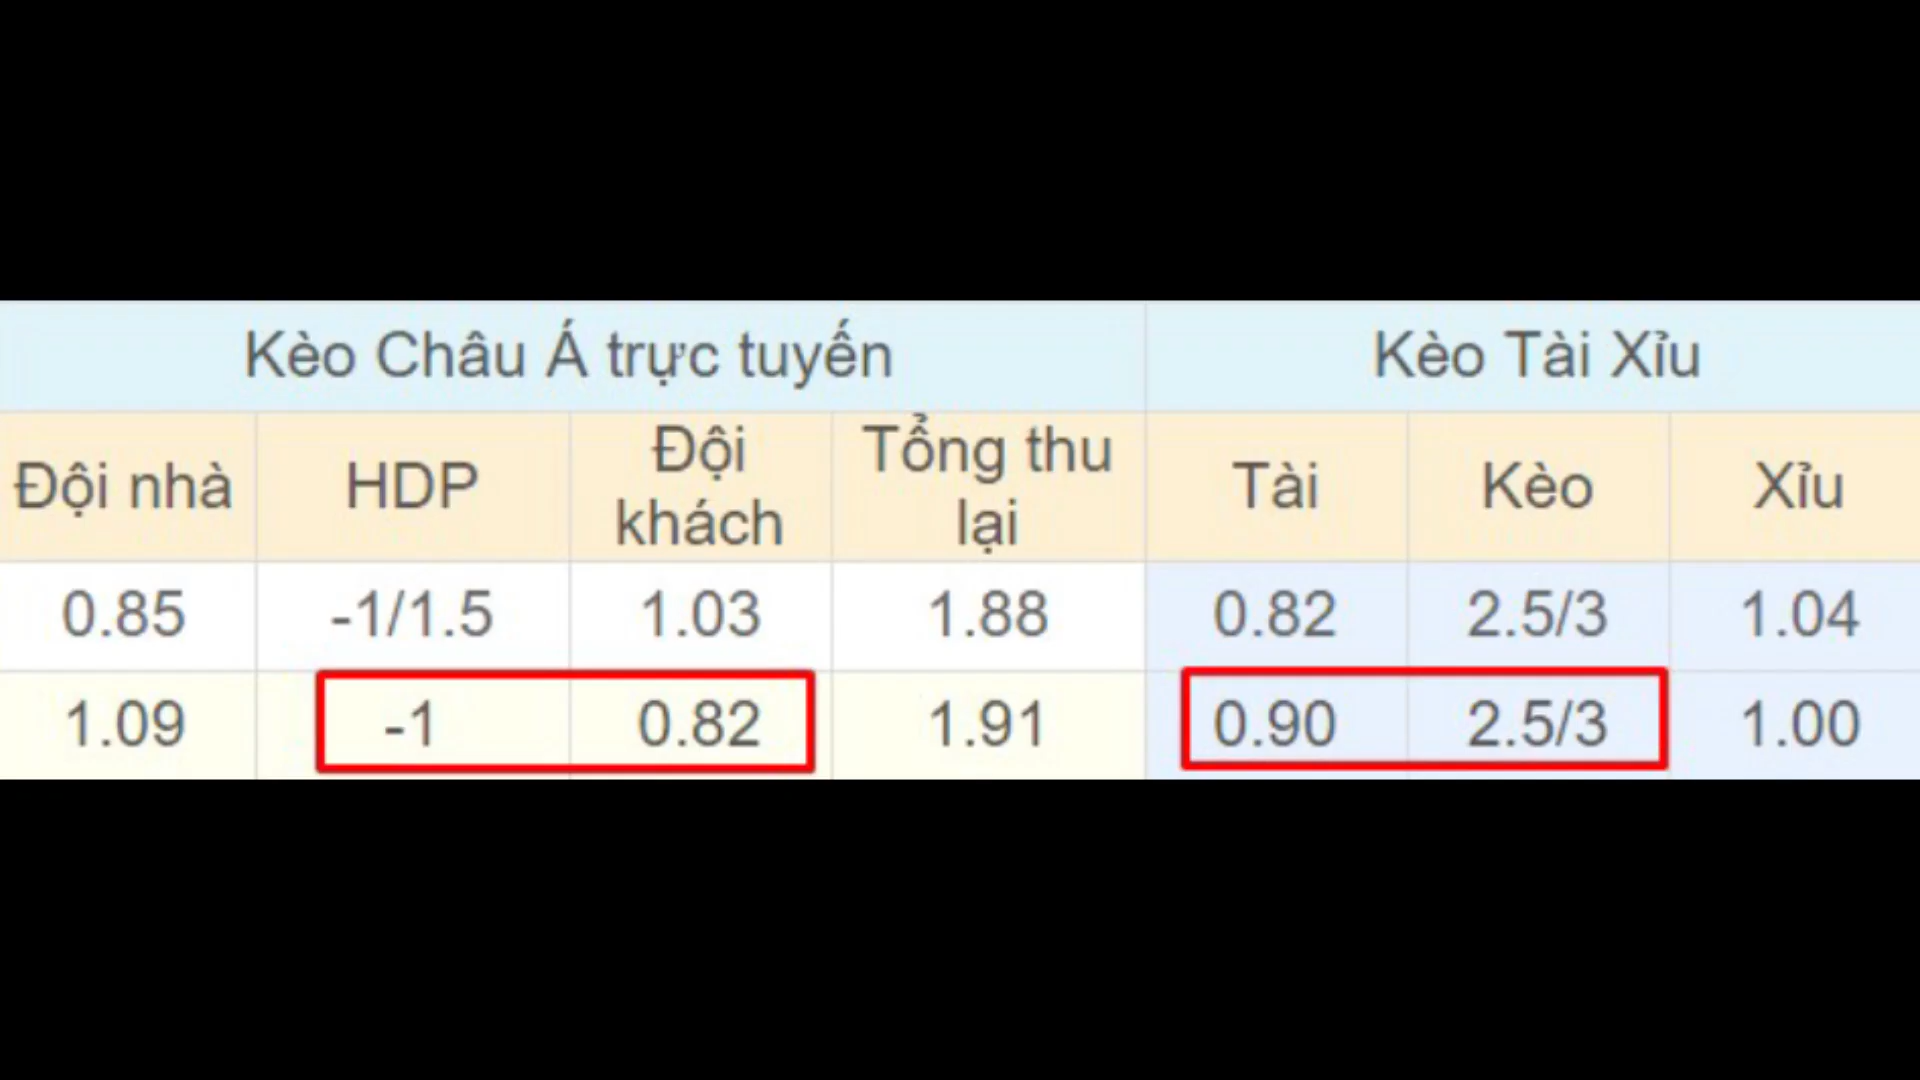 Kèo Châu Á trực tuyến Kèo Tài Xỉu
Đội nhà HDP Đội khách Tổng thu lại Tài Kèo Xỉu
0.85 -1/1.5 1.03 1.88 0.82 2.5/3 1.04
1.09 -1 0.82 1.91 0.90 2.5/3 1.00